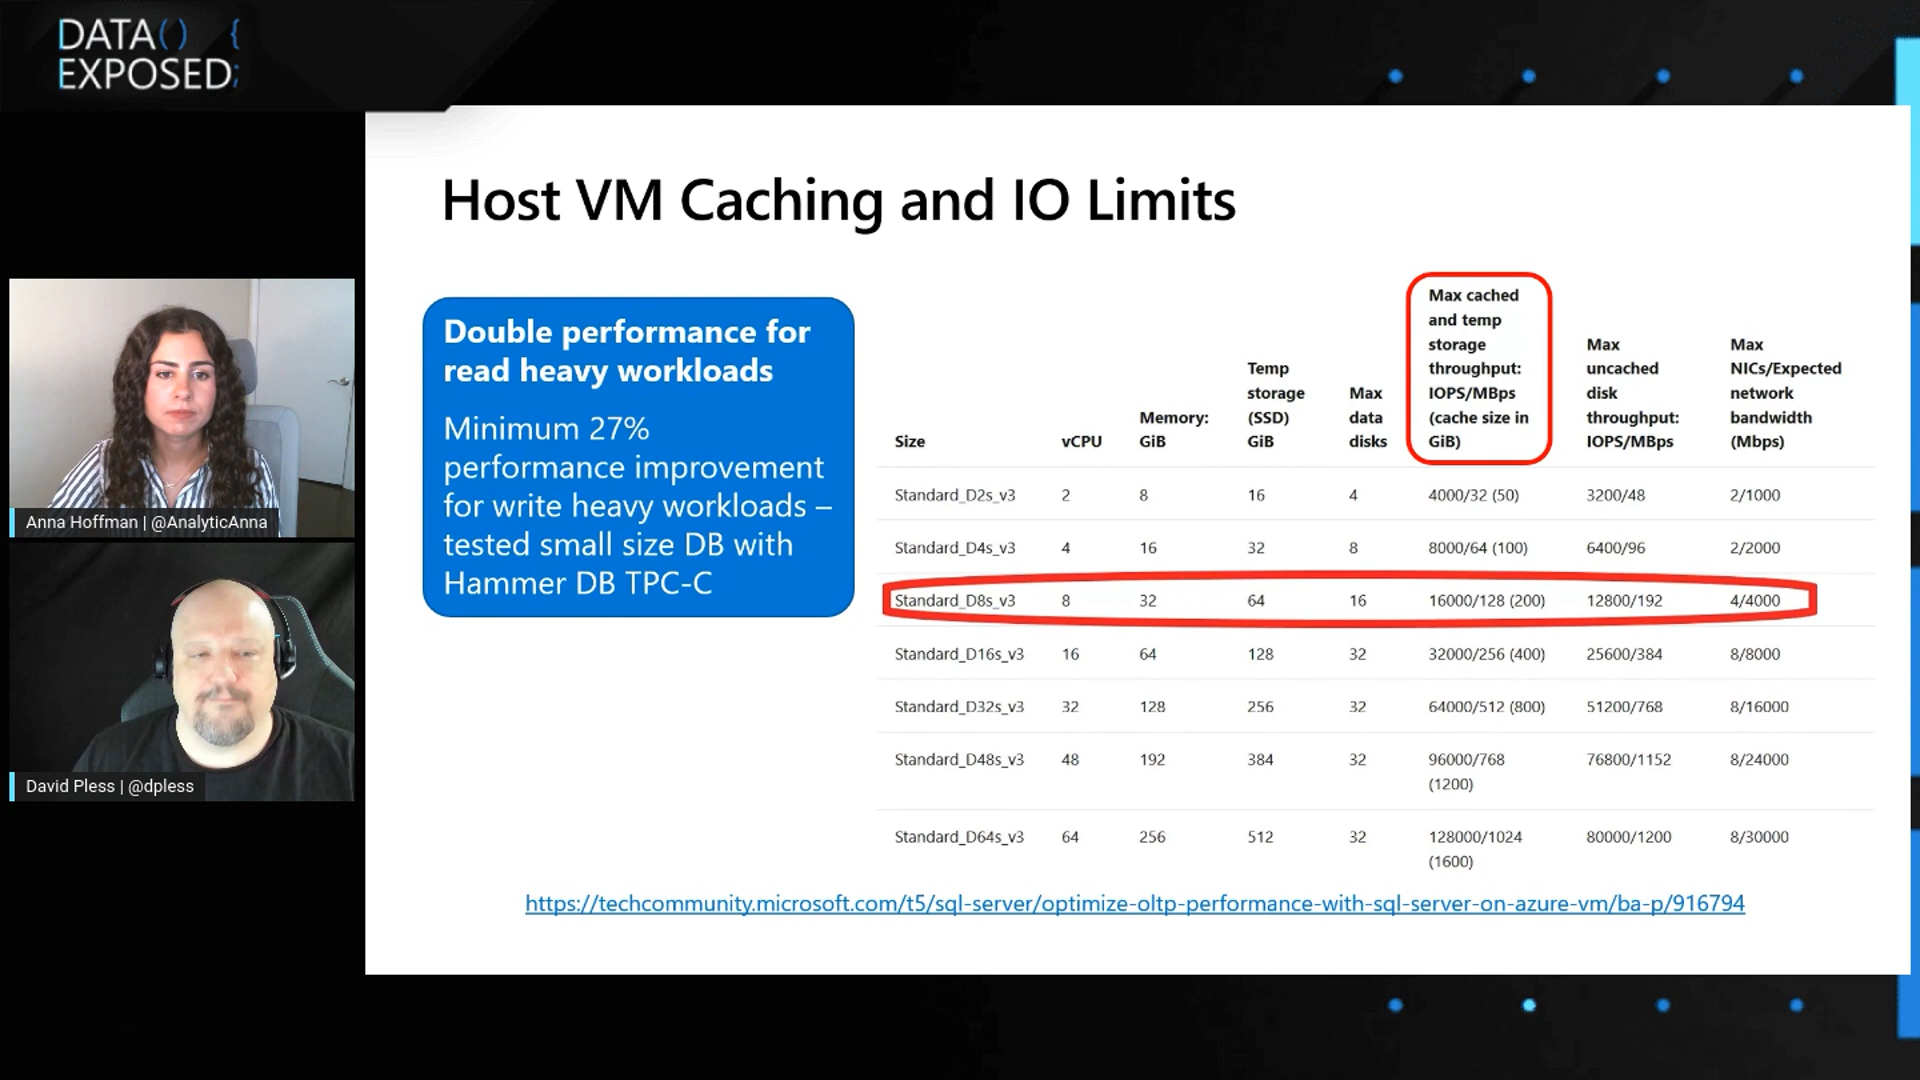 DATA() {
EXPOSED;
Host VM Caching and IO Limits
Double performance for
read heavy workloads
Minimum 27%
performance improvement
for write heavy workloads –
tested small size DB with
Hammer DB TPC-C
Size
vCPU
Memory:
GiB
Temp
storage
(SSD)
GiB
Max
data
disks
Max cached
and temp
storage
throughput:
IOPS/MBps
(cache size in
GiB)
Max
uncached
disk
throughput:
IOPS/MBps
Max
NICs/Expected
network
bandwidth
(Mbps)
Standard_D2s_v3 2 8 16 4 4000/32 (50) 3200/48 2/1000
Standard_D4s_v3 4 16 32 8 8000/64 (100) 6400/96 2/2000
Standard_D8s_v3 8 32 64 16 16000/128 (200) 12800/192 4/4000
Standard_D16s_v3 16 64 128 32 32000/256 (400) 25600/384 8/8000
Standard_D32s_v3 32 128 256 32 64000/512 (800) 51200/768 8/16000
Standard_D48s_v3 48 192 384 32 96000/768 76800/1152 8/24000
(1200)
Standard_D64s_v3 64 256 512 32 128000/1024 80000/1200 8/30000
(1600)
https://techcommunity.microsoft.com/t5/sql-server/optimize-oltp-performance-with-sql-server-on-azure-vm/ba-p/916794
Anna Hoffman | @AnalyticAnna
David Pless | @dpless